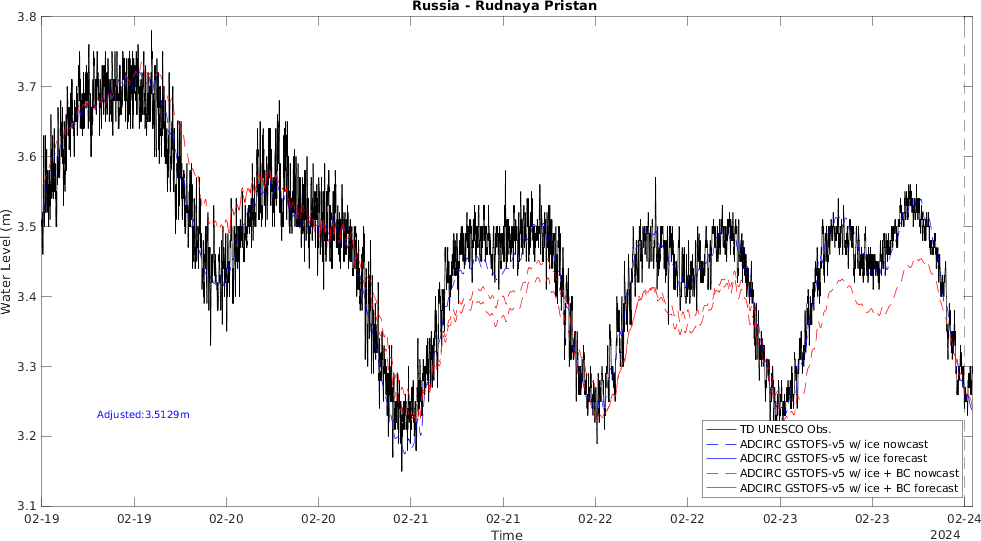 Russia - Rudnaya Pristan
3.8
3.7
3.6
3.5
3.4
3.3
3.2
3.1
Water Level (m)
Adjusted:3.5129m
TD UNESCO Obs.
ADCIRC GSTOFS-v5 w/ ice nowcast
ADCIRC GSTOFS-v5 w/ ice forecast
ADCIRC GSTOFS-v5 w/ ice + BC nowcast
ADCIRC GSTOFS-v5 w/ ice + BC forecast
02-19 02-19 02-20 02-20 02-21 02-21 02-22 02-22 02-23 02-23 02-24
Time
2024